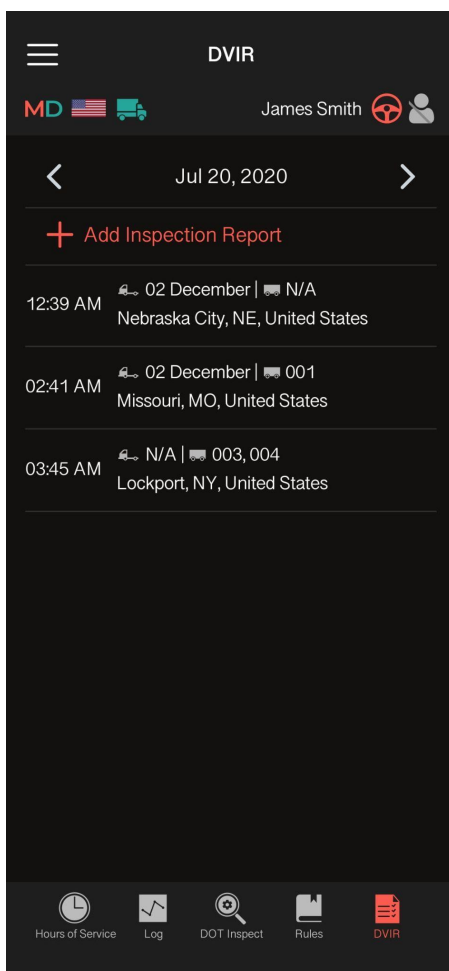 DVIR
MD James Smith
Jul 20, 2020
+ Add Inspection Report
12:39 AM
02 December | N/A
Nebraska City, NE, United States
02:41 AM
02 December | 001
Missouri, MO, United States
03:45 AM
N/A | 003, 004
Lockport, NY, United States
Hours of Service Log DOT Inspect Rules DVIR